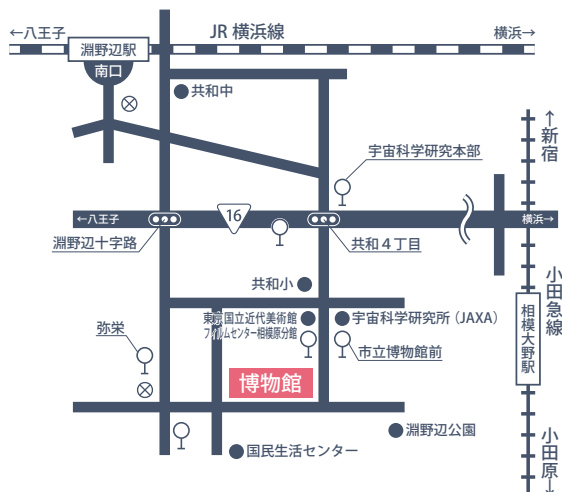 ←八王子
JR 横浜線
横浜→
淵野辺駅
南口
共和中
↑新宿
宇宙科学研究本部
←八王子
16
横浜→
淵野辺十字路
共和４丁目
共和小
小田急線
東京国立近代美術館
フィルムセンター相模原分館
宇宙科学研究所（JAXA）
相模大野駅
弥栄
市立博物館前
博物館
淵野辺公園
国民生活センター
小田原↓